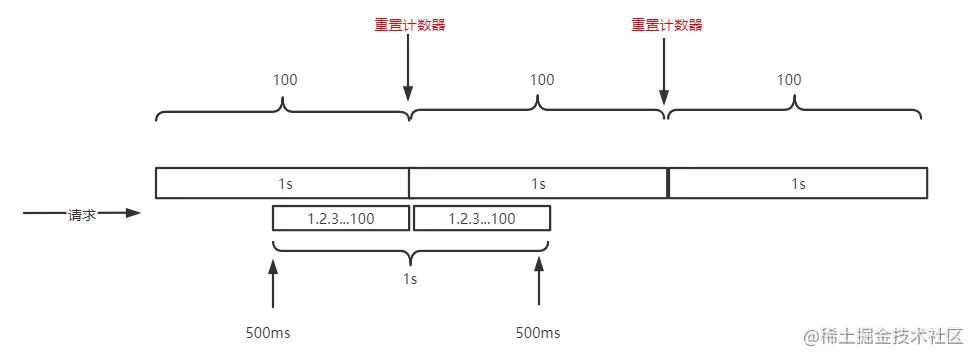 重置计数器 重置计数器
100 100 100
1s 1s 1s
请求 1.2.3...100 1.2.3...100
1s
500ms 500ms
@稀土掘金技术社区